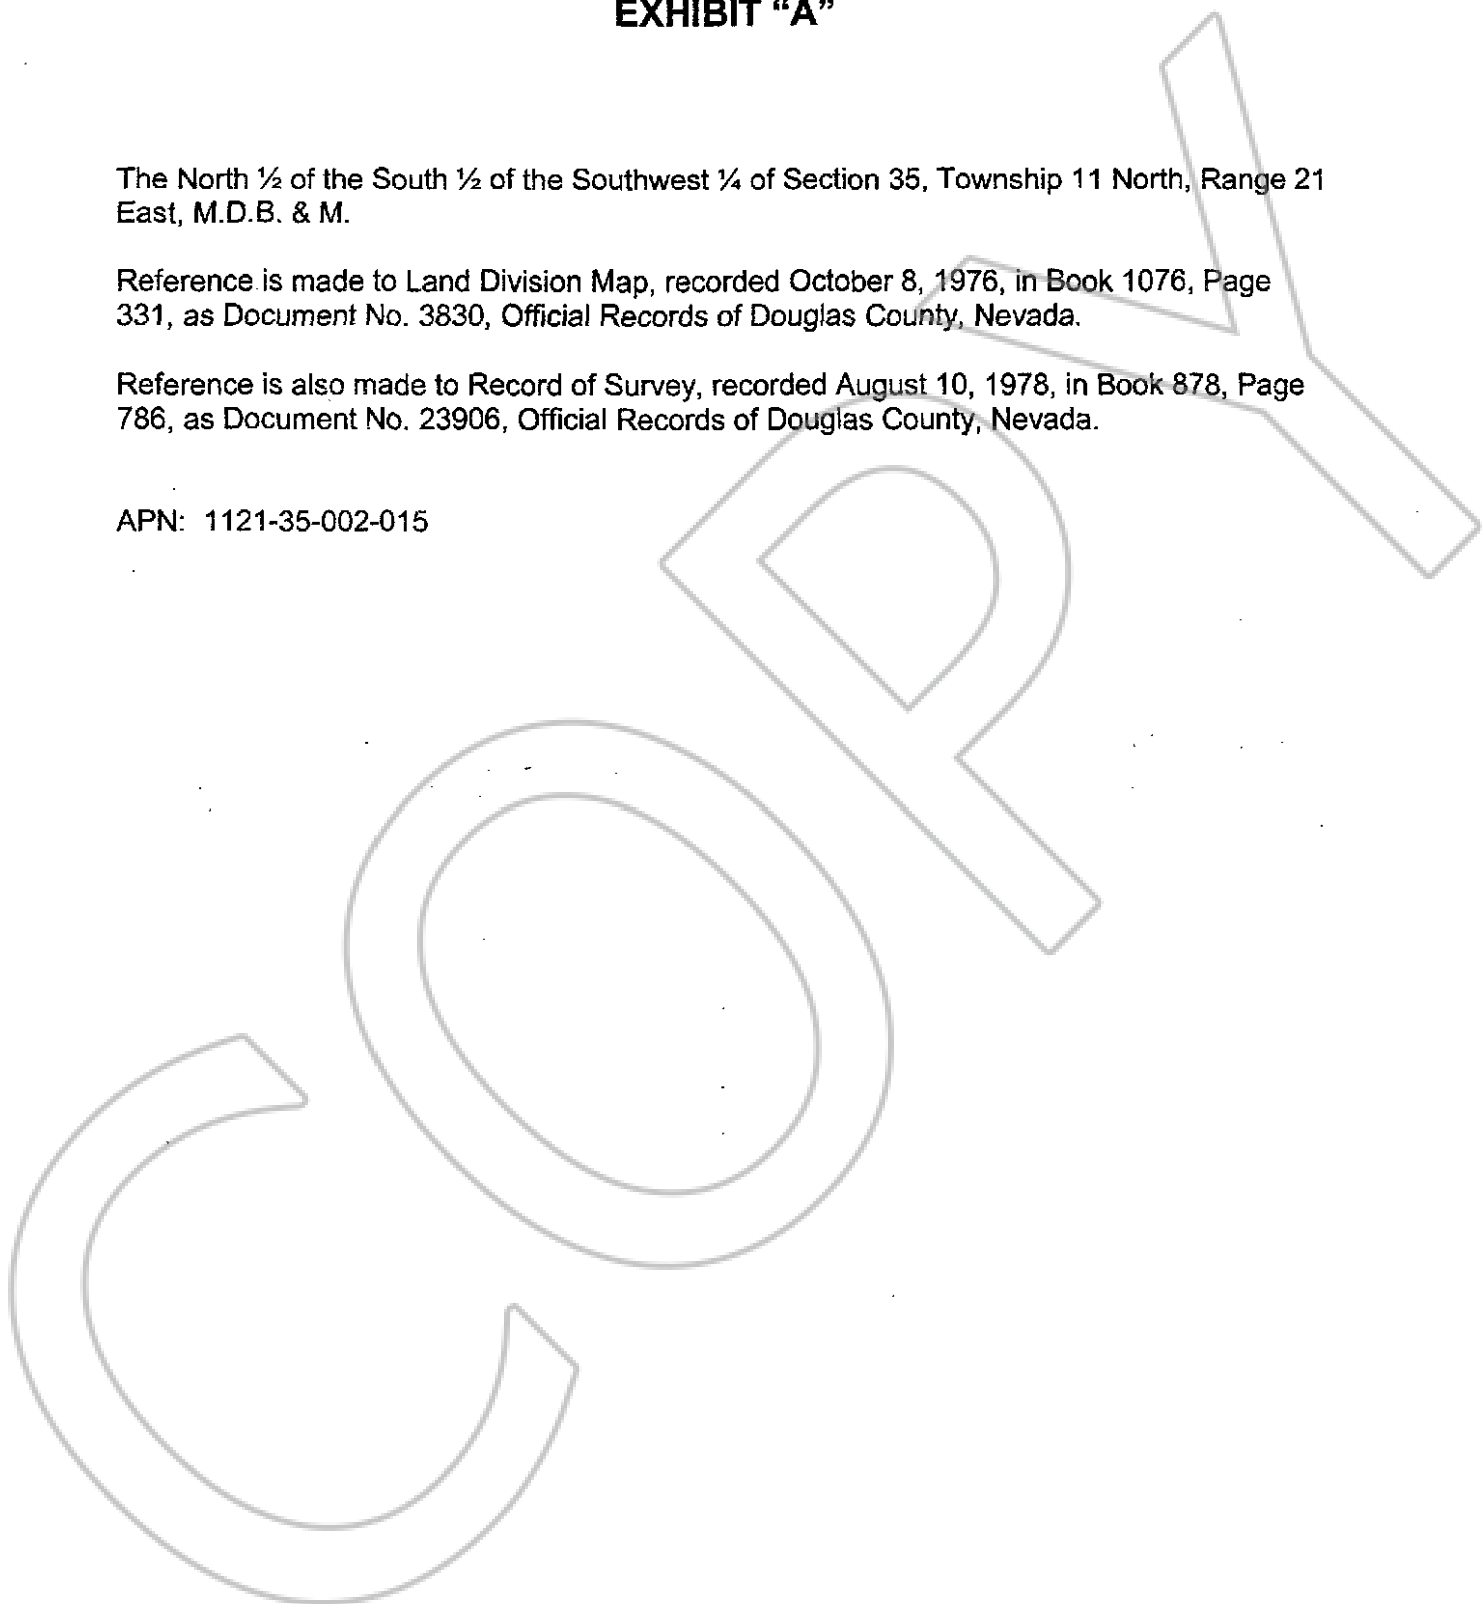 EXHIBIT “A”
The North ½ of the South ½ of the Southwest ¼ of Section 35, Township 11 North, Range 21
East, M.D.B. & M.
Reference is made to Land Division Map, recorded October 8, 1976, in Book 1076, Page
331, as Document No. 3830, Official Records of Douglas County, Nevada.
Reference is also made to Record of Survey, recorded August 10, 1978, in Book 878, Page
786, as Document No. 23906, Official Records of Douglas County, Nevada.
APN: 1121-35-002-015
COPY